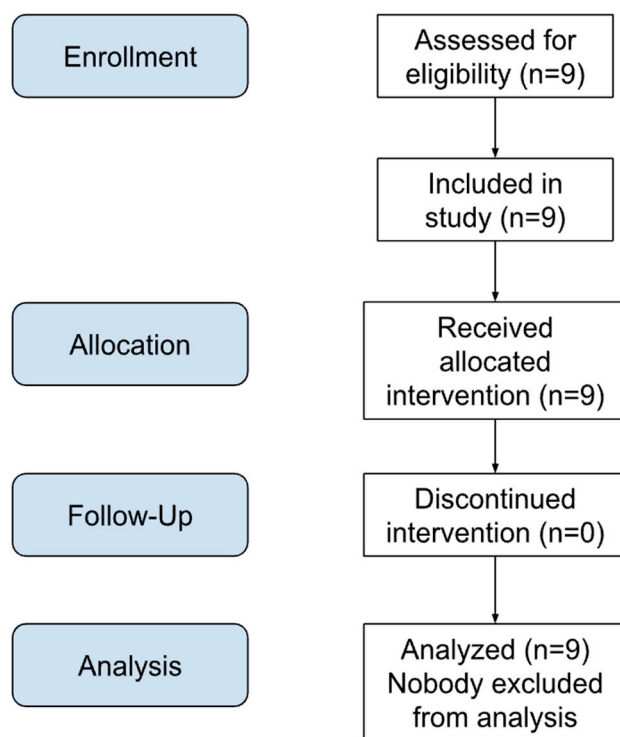 Enrollment
Assessed for
eligibility (n=9)
Included in
study (n=9)
Allocation
Received
allocated
intervention (n=9)
Follow-Up
Discontinued
intervention (n=0)
Analysis
Analyzed (n=9)
Nobody excluded
from analysis